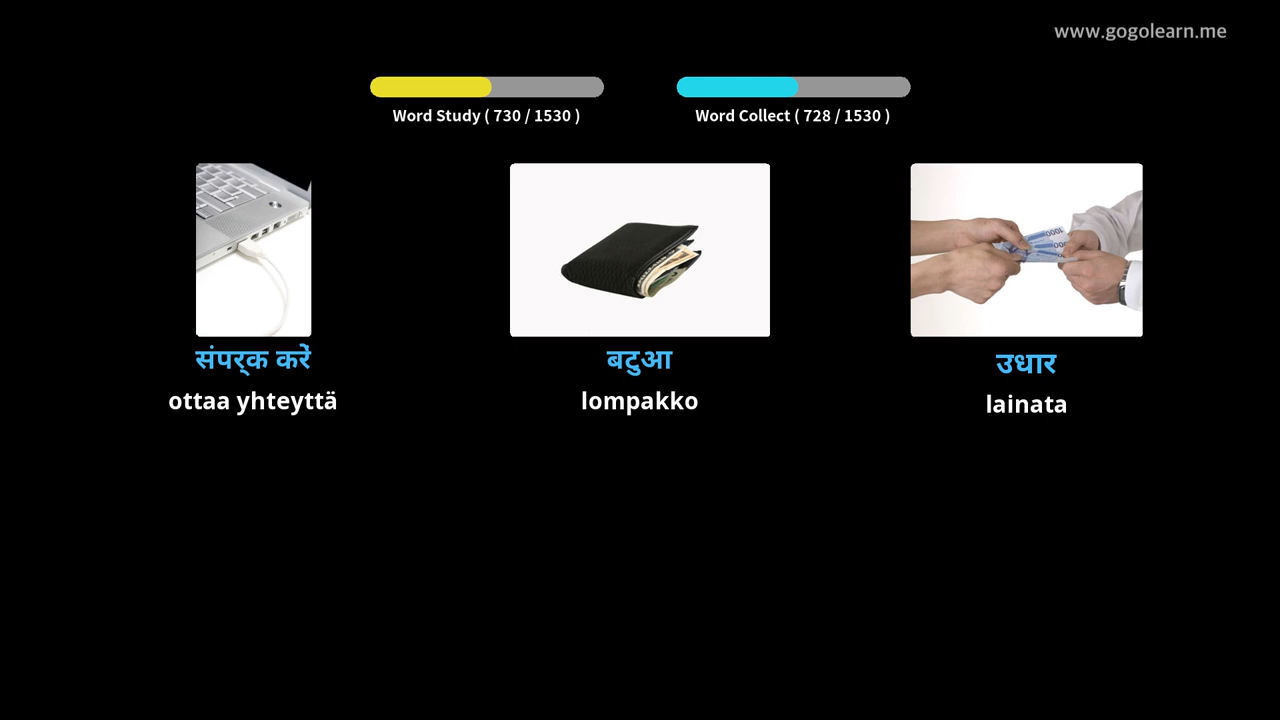 www.gogolearn.me
Word Study ( 730 / 1530 )
Word Collect ( 728 / 1530 )
संपर्क करें
ottaa yhteyttä
बटुआ
lompakko
उधार
lainata